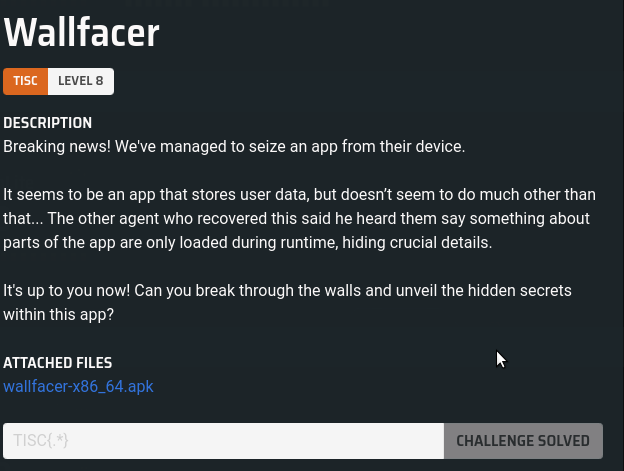 Wallfacer
TISC LEVEL 8
DESCRIPTION
Breaking news! We've managed to seize an app from their device.
It seems to be an app that stores user data, but doesn’t seem to do much other than
that... The other agent who recovered this said he heard them say something about
parts of the app are only loaded during runtime, hiding crucial details.
It's up to you now! Can you break through the walls and unveil the hidden secrets
within this app?
ATTACHED FILES
wallfacer-x86_64.apk
TISC{.*} CHALLENGE SOLVED